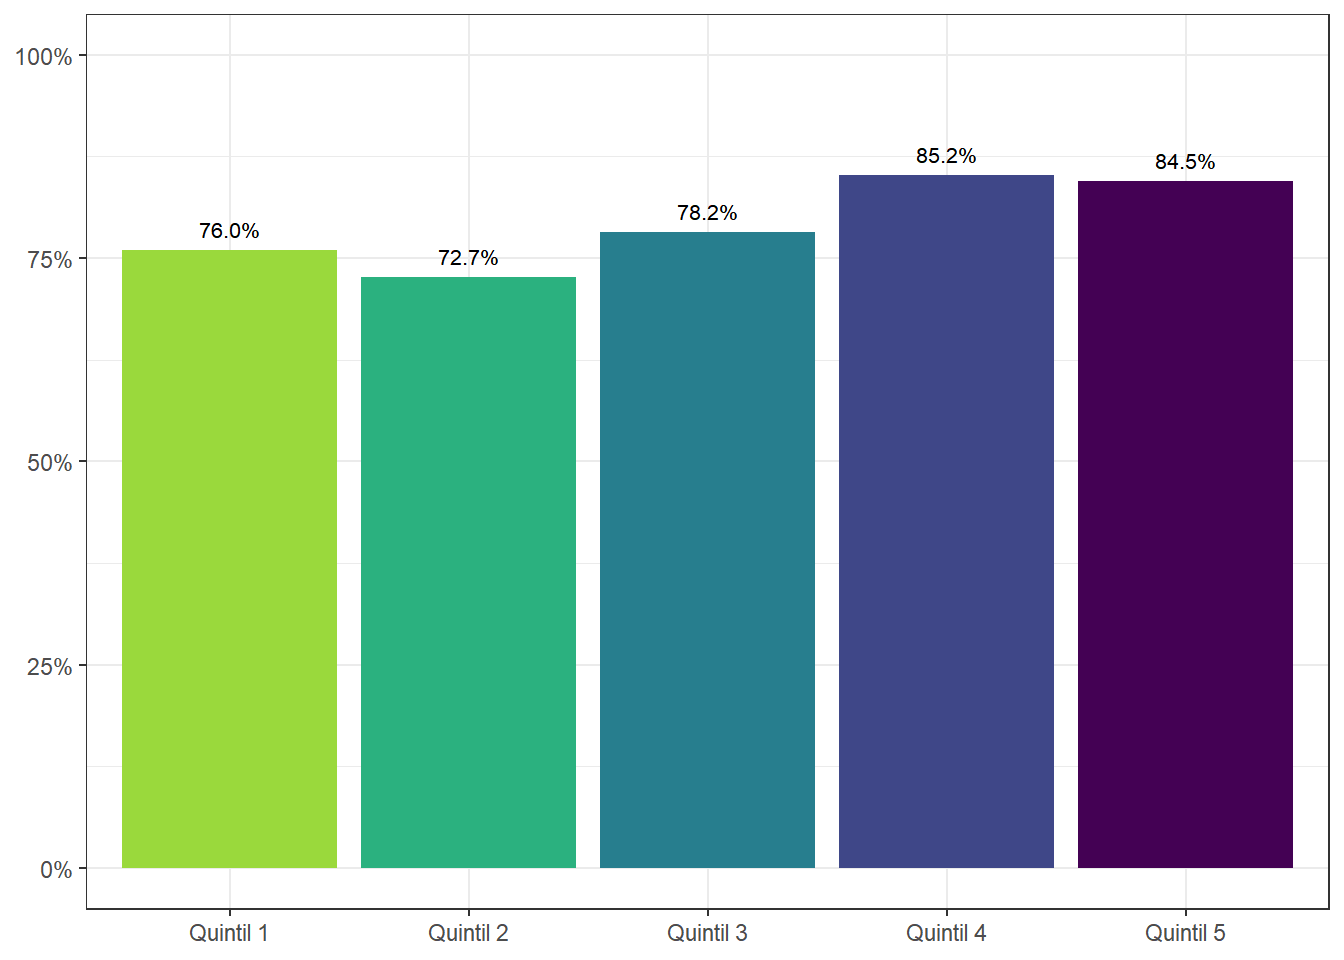 100%
75%
50%
25%
0%
76.0%
72.7%
78.2%
85.2%
84.5%
Quintil 1
Quintil 2
Quintil 3
Quintil 4
Quintil 5